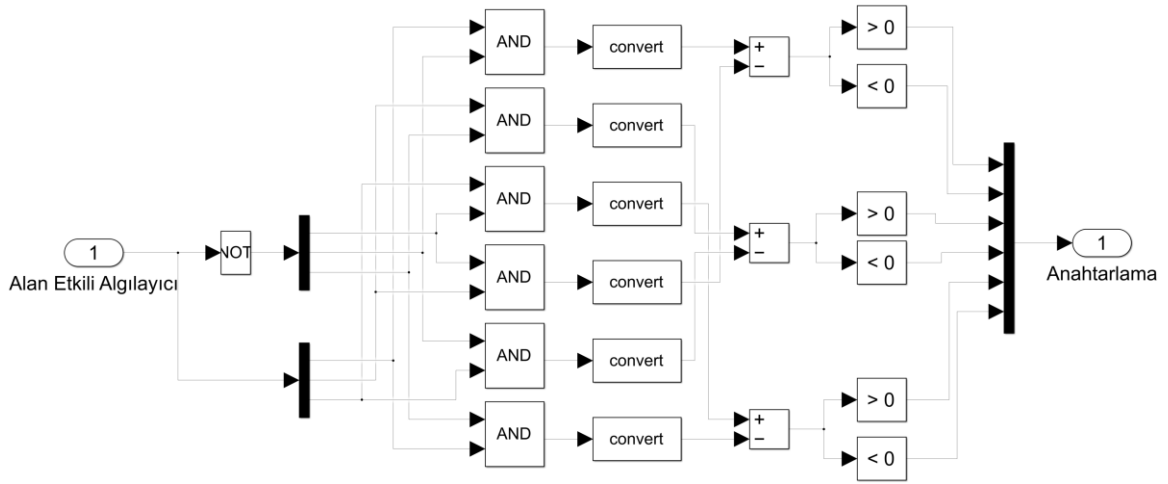 1
Alan Etkili Algılayıcı
NOT
AND
convert
AND
convert
AND
convert
AND
convert
AND
convert
AND
convert
+
−
+
−
+
−
> 0
< 0
> 0
< 0
> 0
< 0
1
Anahtarlama